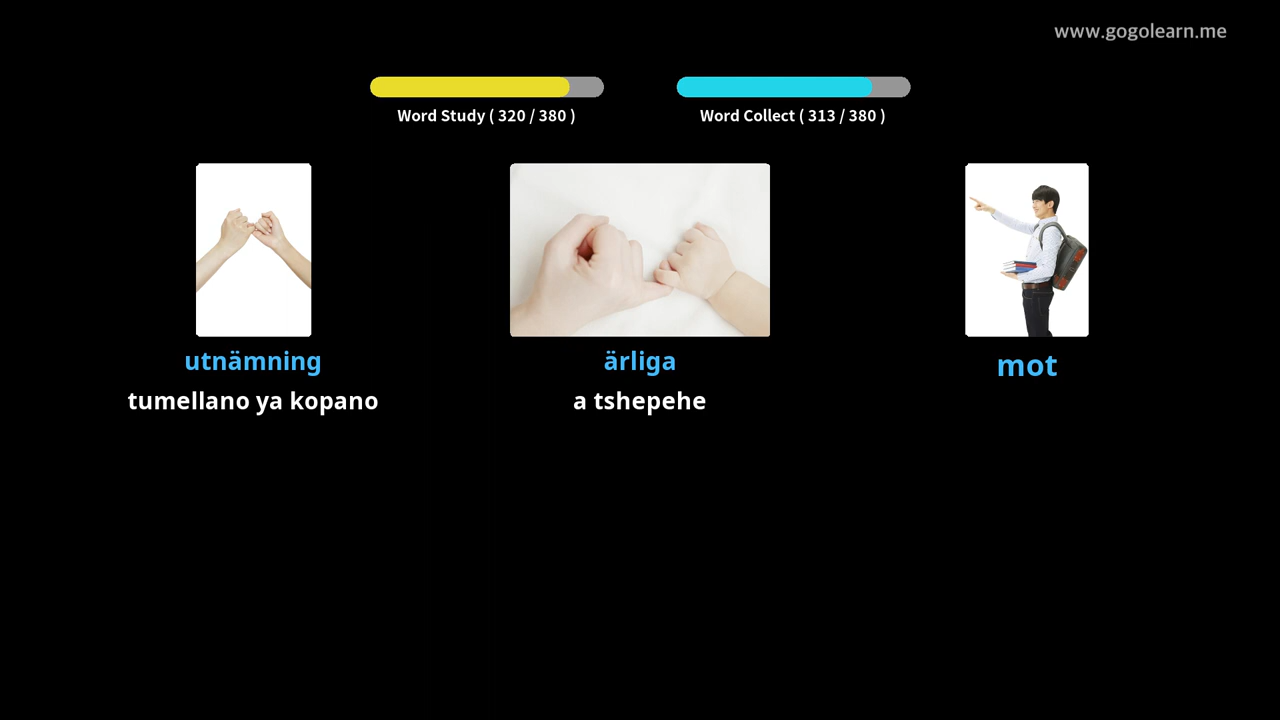 www.gogolearn.me
Word Study ( 320 / 380 )
Word Collect ( 313 / 380 )
utnämning
tumellano ya kopano
ärliga
a tshepehe
mot